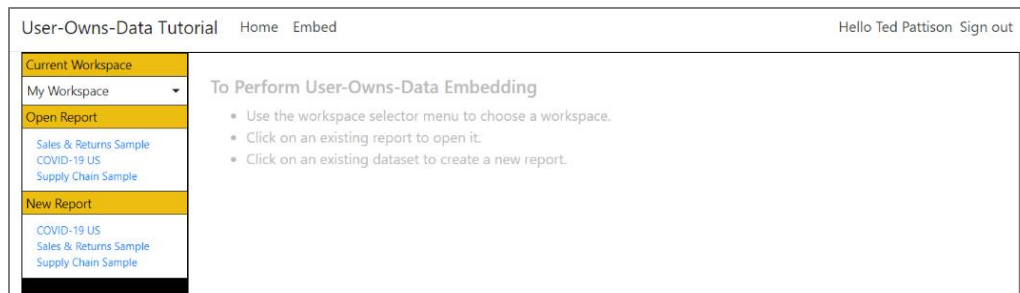 User-Owns-Data Tutorial Home Embed Hello Ted Pattison Sign out
Current Workspace
My Workspace
Open Report
Sales & Returns Sample
COVID-19 US
Supply Chain Sample
New Report
COVID-19 US
Sales & Returns Sample
Supply Chain Sample
To Perform User-Owns-Data Embedding
• Use the workspace selector menu to choose a workspace.
• Click on an existing report to open it.
• Click on an existing dataset to create a new report.